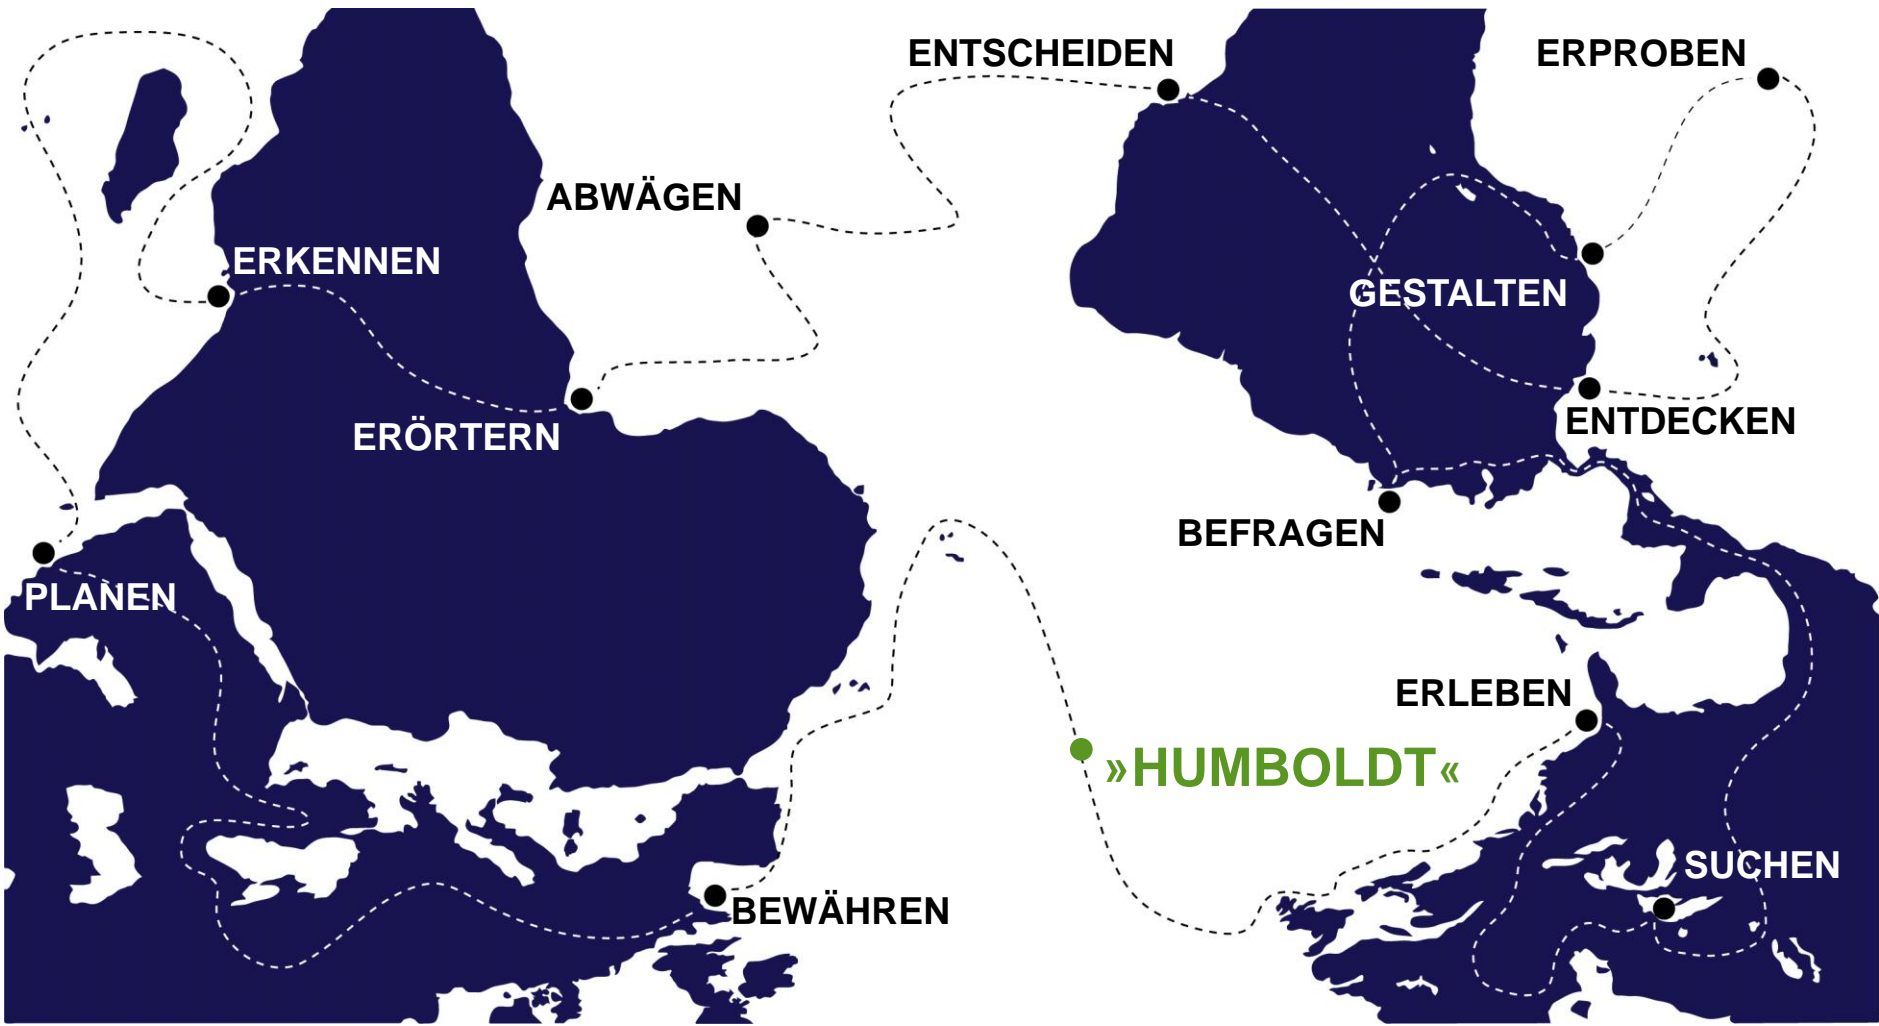 ENTSCHEIDEN
ERPROBEN
ABWÄGEN
ERKENNEN
GESTALTEN
ENTDECKEN
ERÖRTERN
BEFRAGEN
PLANEN
ERLEBEN
»HUMBOLDT«
SUCHEN
BEWÄHREN